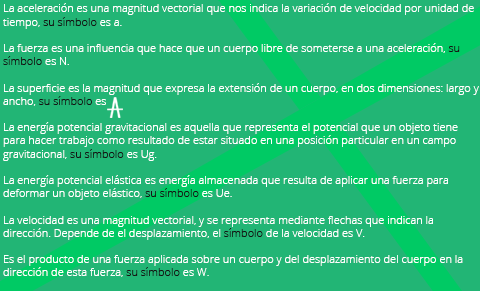 La aceleración es una magnitud vectorial que nos indica la variación de velocidad por unidad de
tiempo, su símbolo es a.
La fuerza es una influencia que hace que un cuerpo libre de someterse a una aceleración, su
símbolo es N.
La superficie es la magnitud que expresa la extensión de un cuerpo, en dos dimensiones: largo y
ancho, su símbolo es A
La energía potencial gravitacional es aquella que representa el potencial que un objeto tiene
para hacer trabajo como resultado de estar situado en una posición particular en un campo
gravitacional, su símbolo es Ug.
La energía potencial elástica es energía almacenada que resulta de aplicar una fuerza para
deformar un objeto elástico, su símbolo es Ue.
La velocidad es una magnitud vectorial, y se representa mediante flechas que indican la
dirección. Depende de el desplazamiento, el símbolo de la velocidad es V.
Es el producto de una fuerza aplicada sobre un cuerpo y del desplazamiento del cuerpo en la
dirección de esta fuerza, su símbolo es W.